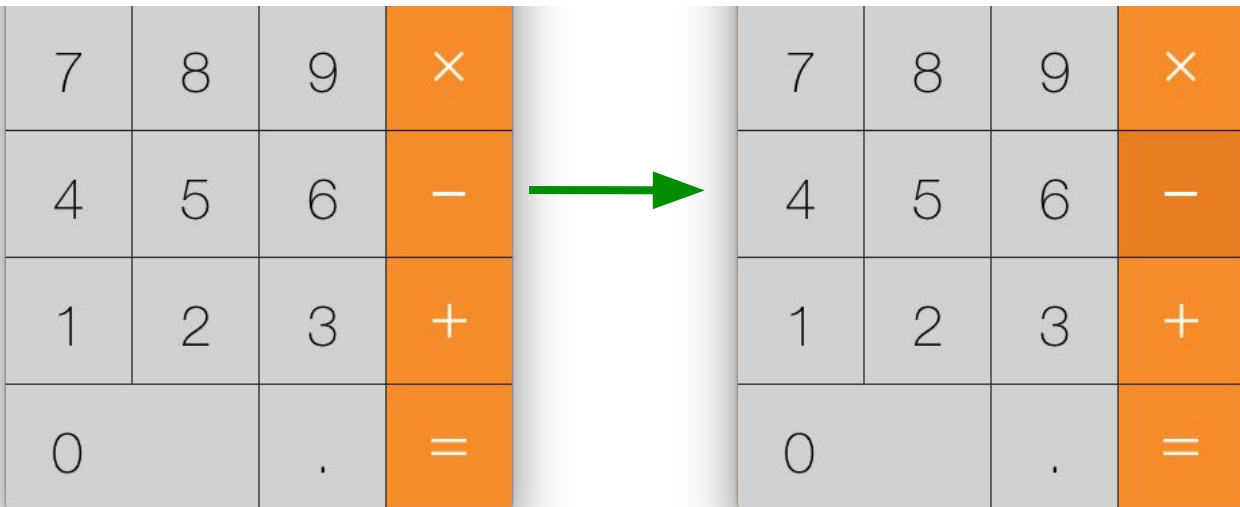 7 8 9 × 7 8 9 ×
4 5 6 − 4 5 6 −
1 2 3 + 1 2 3 +
0 . = 0 . =